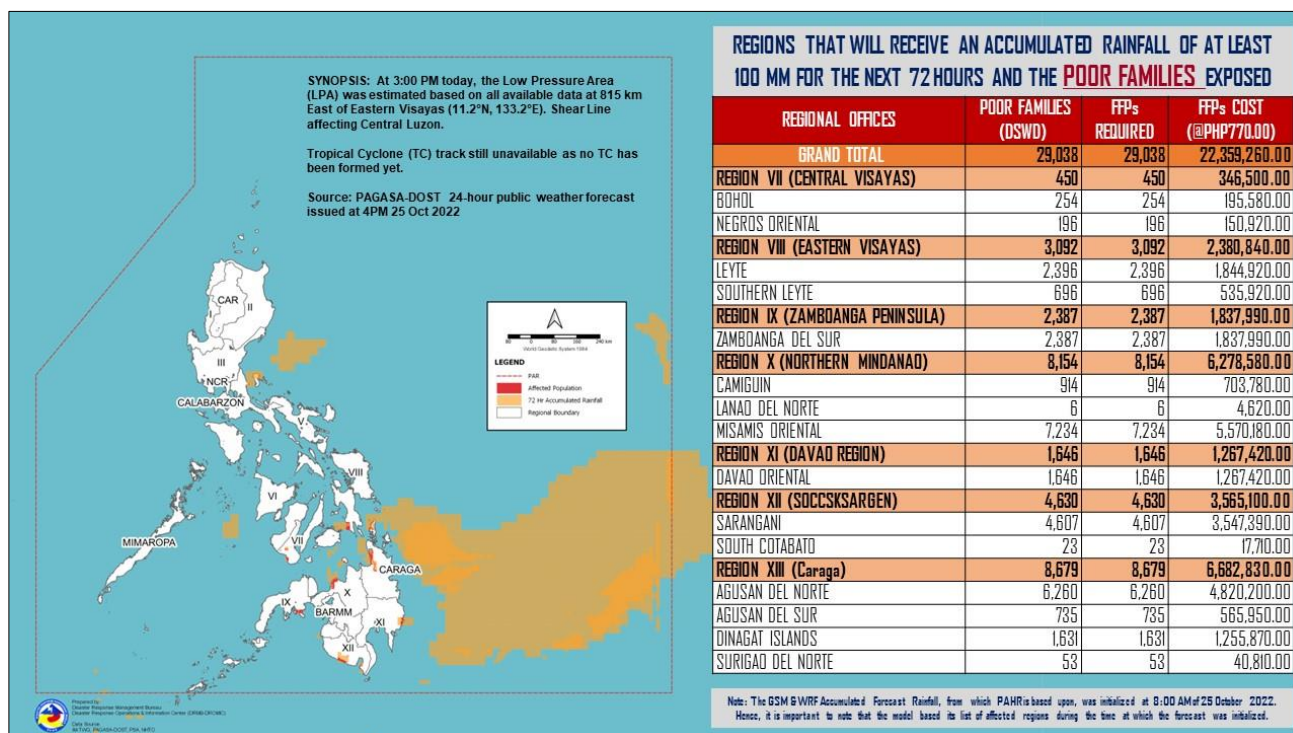 SYNOPSIS: At 3:00 PM today, the Low Pressure Area
(LPA) was estimated based on all available data at 815 km
East of Eastern Visayas (11.2°N, 133.2°E). Shear Line
affecting Central Luzon.
Tropical Cyclone (TC) track still unavailable as no TC has
been formed yet.
Source: PAGASA-DOST 24-hour public weather forecast
issued at 4PM 25 Oct 2022
CAR
I
II
III
NCR
CALABARZON
V
VIII
VI
VII
MIMAROPA
CARAGA
IX
X
BARMM
XI
XII
World Geodetic System 1984
LEGEND
PAR
Affected Population
72 Hr Accumulated Rainfall
Regional Boundary
Prepared by:
Disaster Response Management Bureau
Data Source
REGIONS THAT WILL RECEIVE AN ACCUMULATED RAINFALL OF AT LEAST
100 MM FOR THE NEXT 72 HOURS AND THE POOR FAMILIES EXPOSED
REGIONAL OFFICES POOR FAMILIES (DSWD) FFPs REQUIRED FFPs COST (@PHP770.00)
GRAND TOTAL 29,038 29,038 22,359,260.00
REGION VII (CENTRAL VISAYAS) 450 450 346,500.00
BOHOL 254 254 195,580.00
NEGROS ORIENTAL 196 196 150,920.00
REGION VIII (EASTERN VISAYAS) 3,092 3,092 2,380,840.00
LEYTE 2,396 2,396 1,844,920.00
SOUTHERN LEYTE 696 696 535,920.00
REGION IX (ZAMBOANGA PENINSULA) 2,387 2,387 1,837,990.00
ZAMBOANGA DEL SUR 2,387 2,387 1,837,990.00
REGION X (NORTHERN MINDANAO) 8,154 8,154 6,278,580.00
CAMIGUIN 914 914 703,780.00
LANAO DEL NORTE 6 6 4,620.00
MISAMIS ORIENTAL 7,234 7,234 5,570,180.00
REGION XI (DAVAO REGION) 1,646 1,646 1,267,420.00
DAVAO ORIENTAL 1,646 1,646 1,267,420.00
REGION XII (SOCCSKSARGEN) 4,630 4,630 3,565,100.00
SARANGANI 4,607 4,607 3,547,390.00
SOUTH COTABATO 23 23 17,710.00
REGION XIII (Caraga) 8,679 8,679 6,682,830.00
AGUSAN DEL NORTE 6,260 6,260 4,820,200.00
AGUSAN DEL SUR 735 735 565,950.00
DINAGAT ISLANDS 1,631 1,631 1,255,870.00
SURIGAO DEL NORTE 53 53 40,810.00
Note: The GSM & WRF Accumulated Forecast Rainfall, from which PAHR is based upon, was initialized at 8:00 AM of 25 October 2022.
Hence, it is important to note that the model based its list of affected regions during the time at which the forecast was initialized.